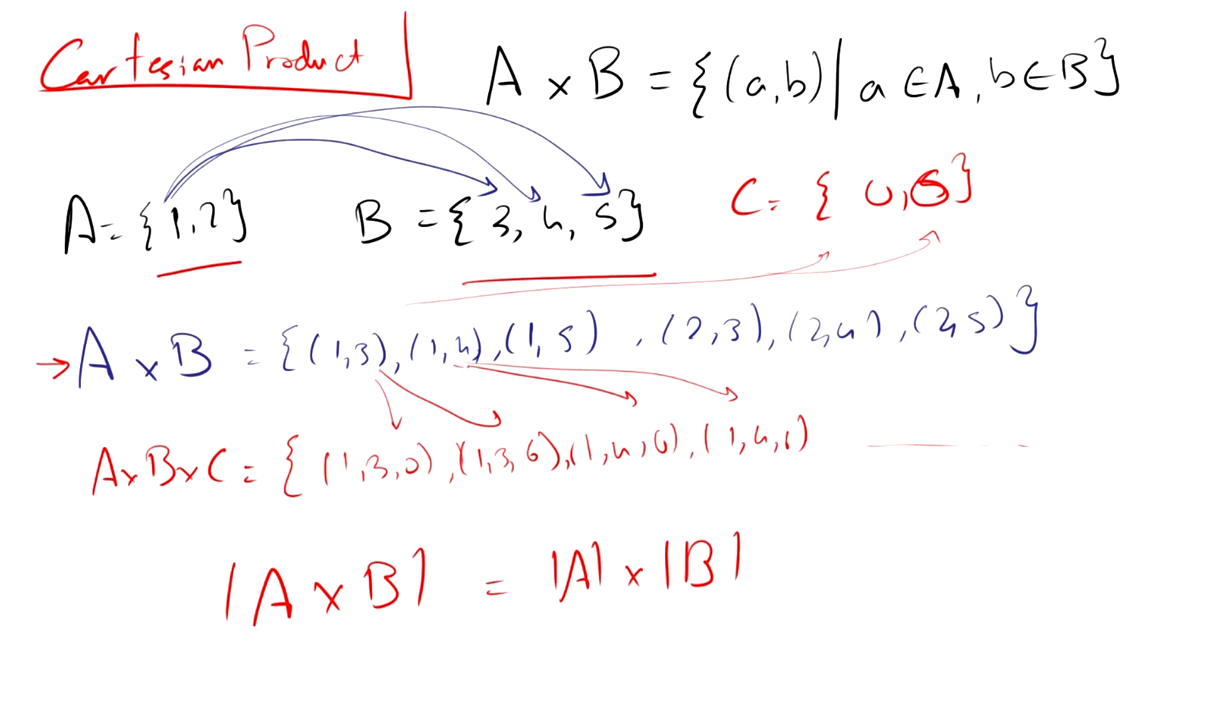 Cartesian Product
A × B = {(a,b) | a ∈ A, b ∈ B}
A = {1,2} B = {3, 4, 5} C = { 0,6}
→ A × B = {(1,3), (1,4), (1,5) , (2,3), (2,4), (2,5)}
A×B×C = { (1,3,0), (1,3,6), (1,4,0), (1,4,6)
|A × B| = |A| × |B|